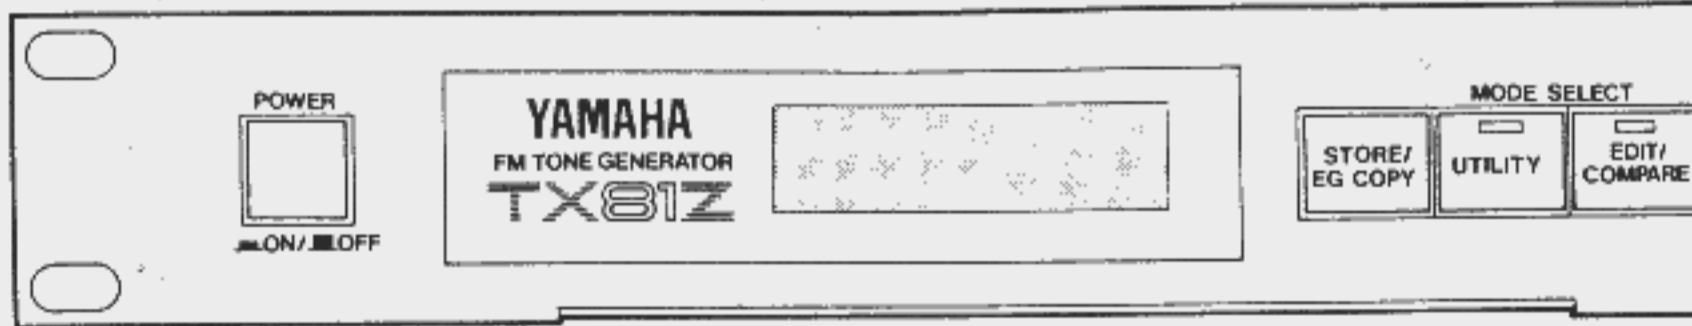 POWER
ON/ OFF
YAMAHA
FM TONE GENERATOR
TX81Z
MODE SELECT
STORE/
EG COPY
UTILITY
EDIT/
COMPARE